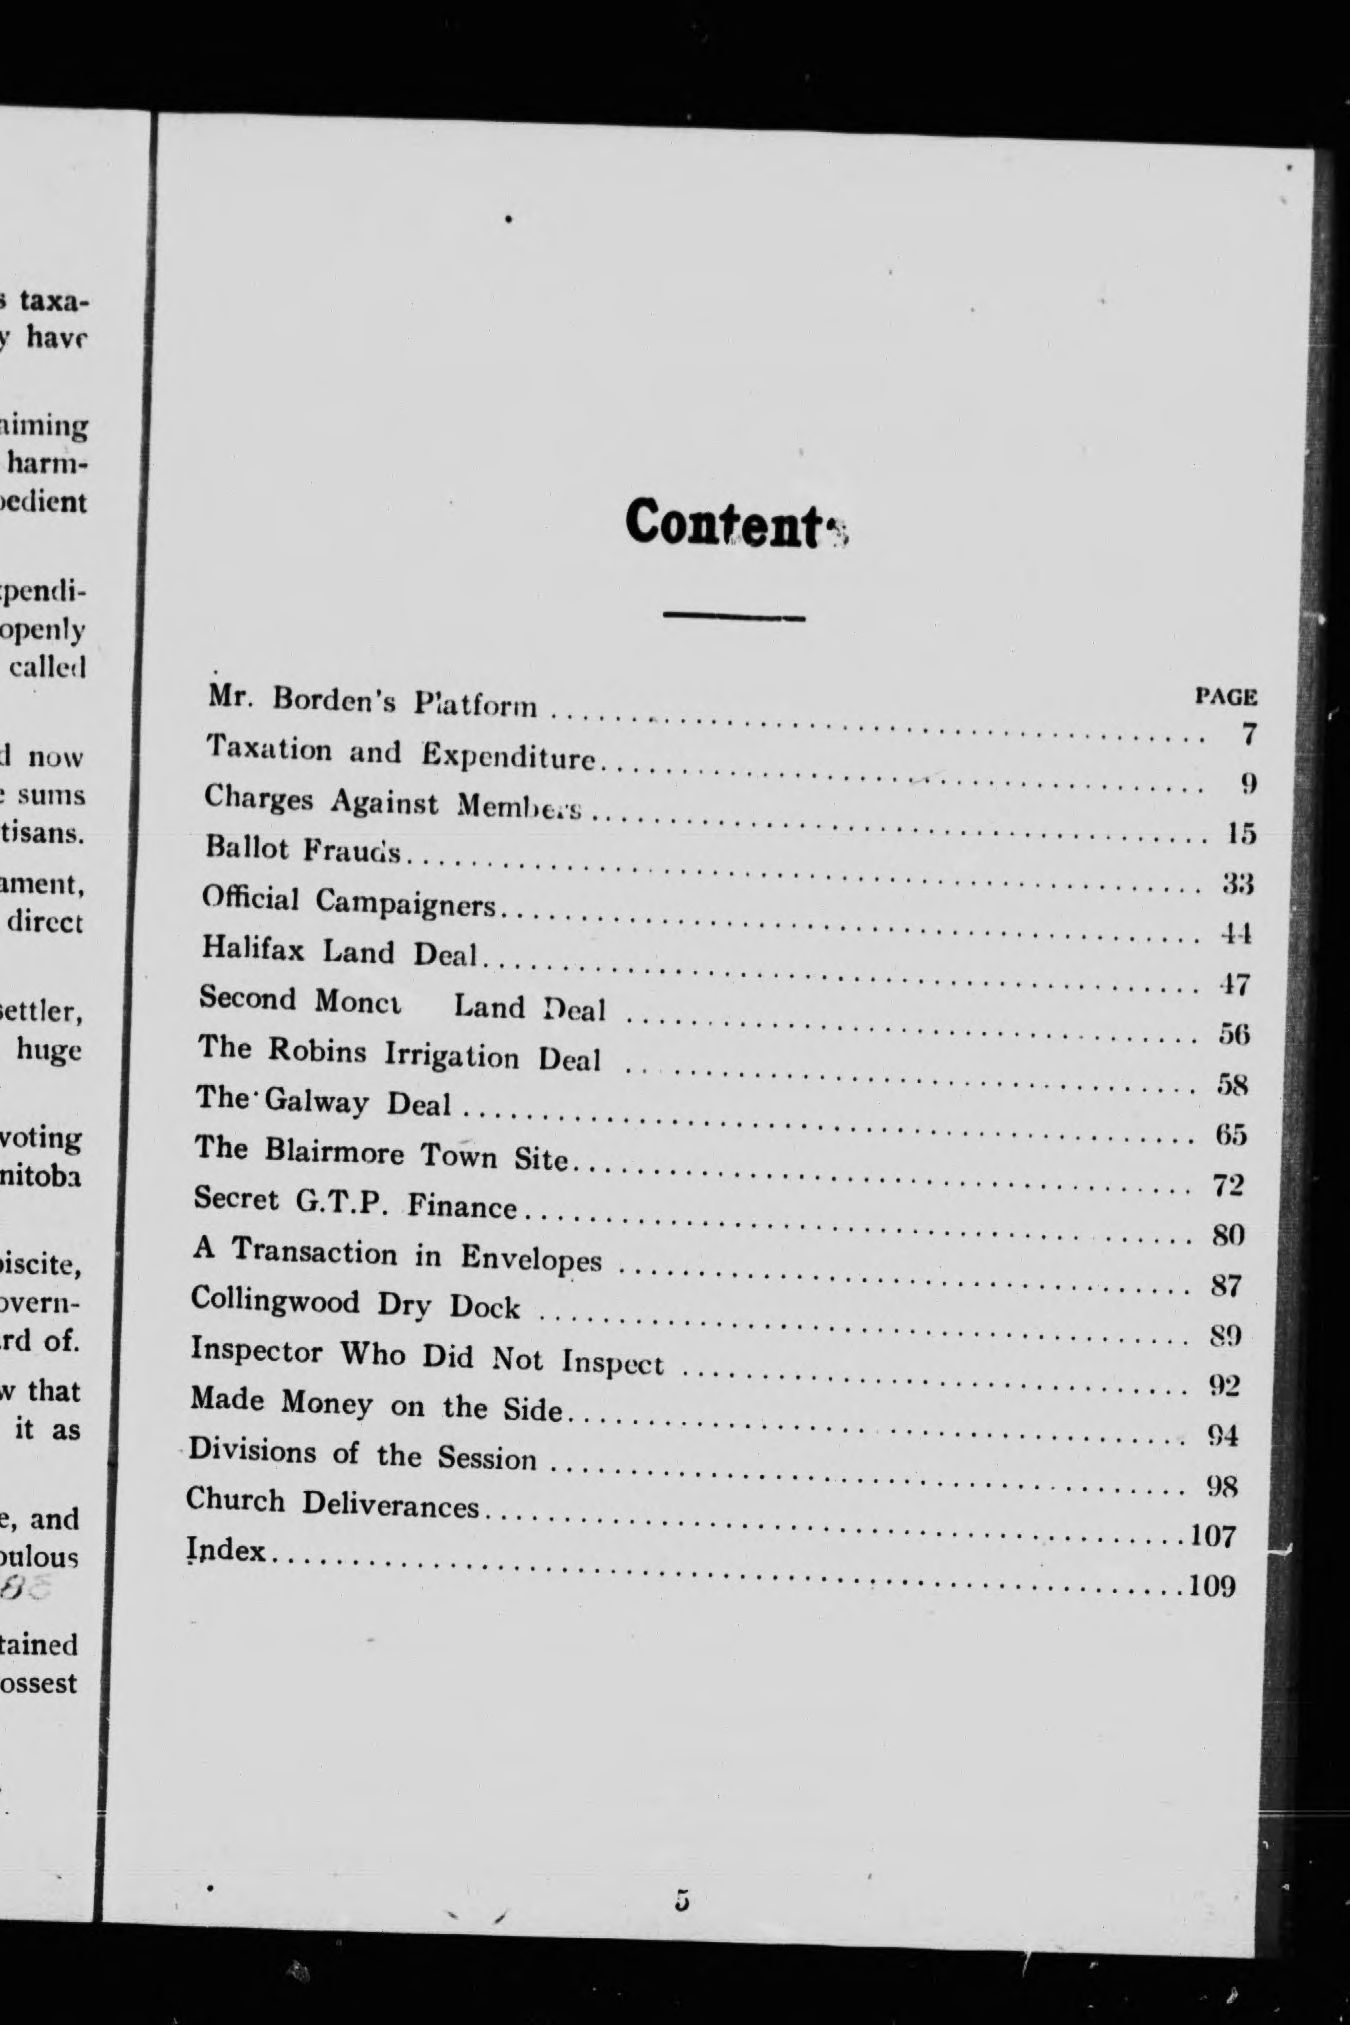 s taxa-
y have
aiming
harm-
pedient
pendi-
openly
called
d now
e sums
tisans.
ament,
direct
settler,
huge
voting
nitoba
iscite,
overn-
rd of.
w that
it as
e, and
oulous
tained
ossest
Contents
PAGE
Mr. Borden's Platform ........ 7
Taxation and Expenditure........ 9
Charges Against Members ........ 15
Ballot Frauds........ 33
Official Campaigners........ 44
Halifax Land Deal........ 47
Second Land Deal ........ 56
The Robins Irrigation Deal ........ 58
The Galway Deal ........ 65
The Blairmore Town Site........ 72
Secret G.T.P. Finance ........ 80
A Transaction in Envelopes ........ 87
Collingwood Dry Dock ........ 89
Inspector Who Did Not Inspect ........ 92
Made Money on the Side........ 94
Divisions of the Session ........ 98
Church Deliverances........107
Index........109
5